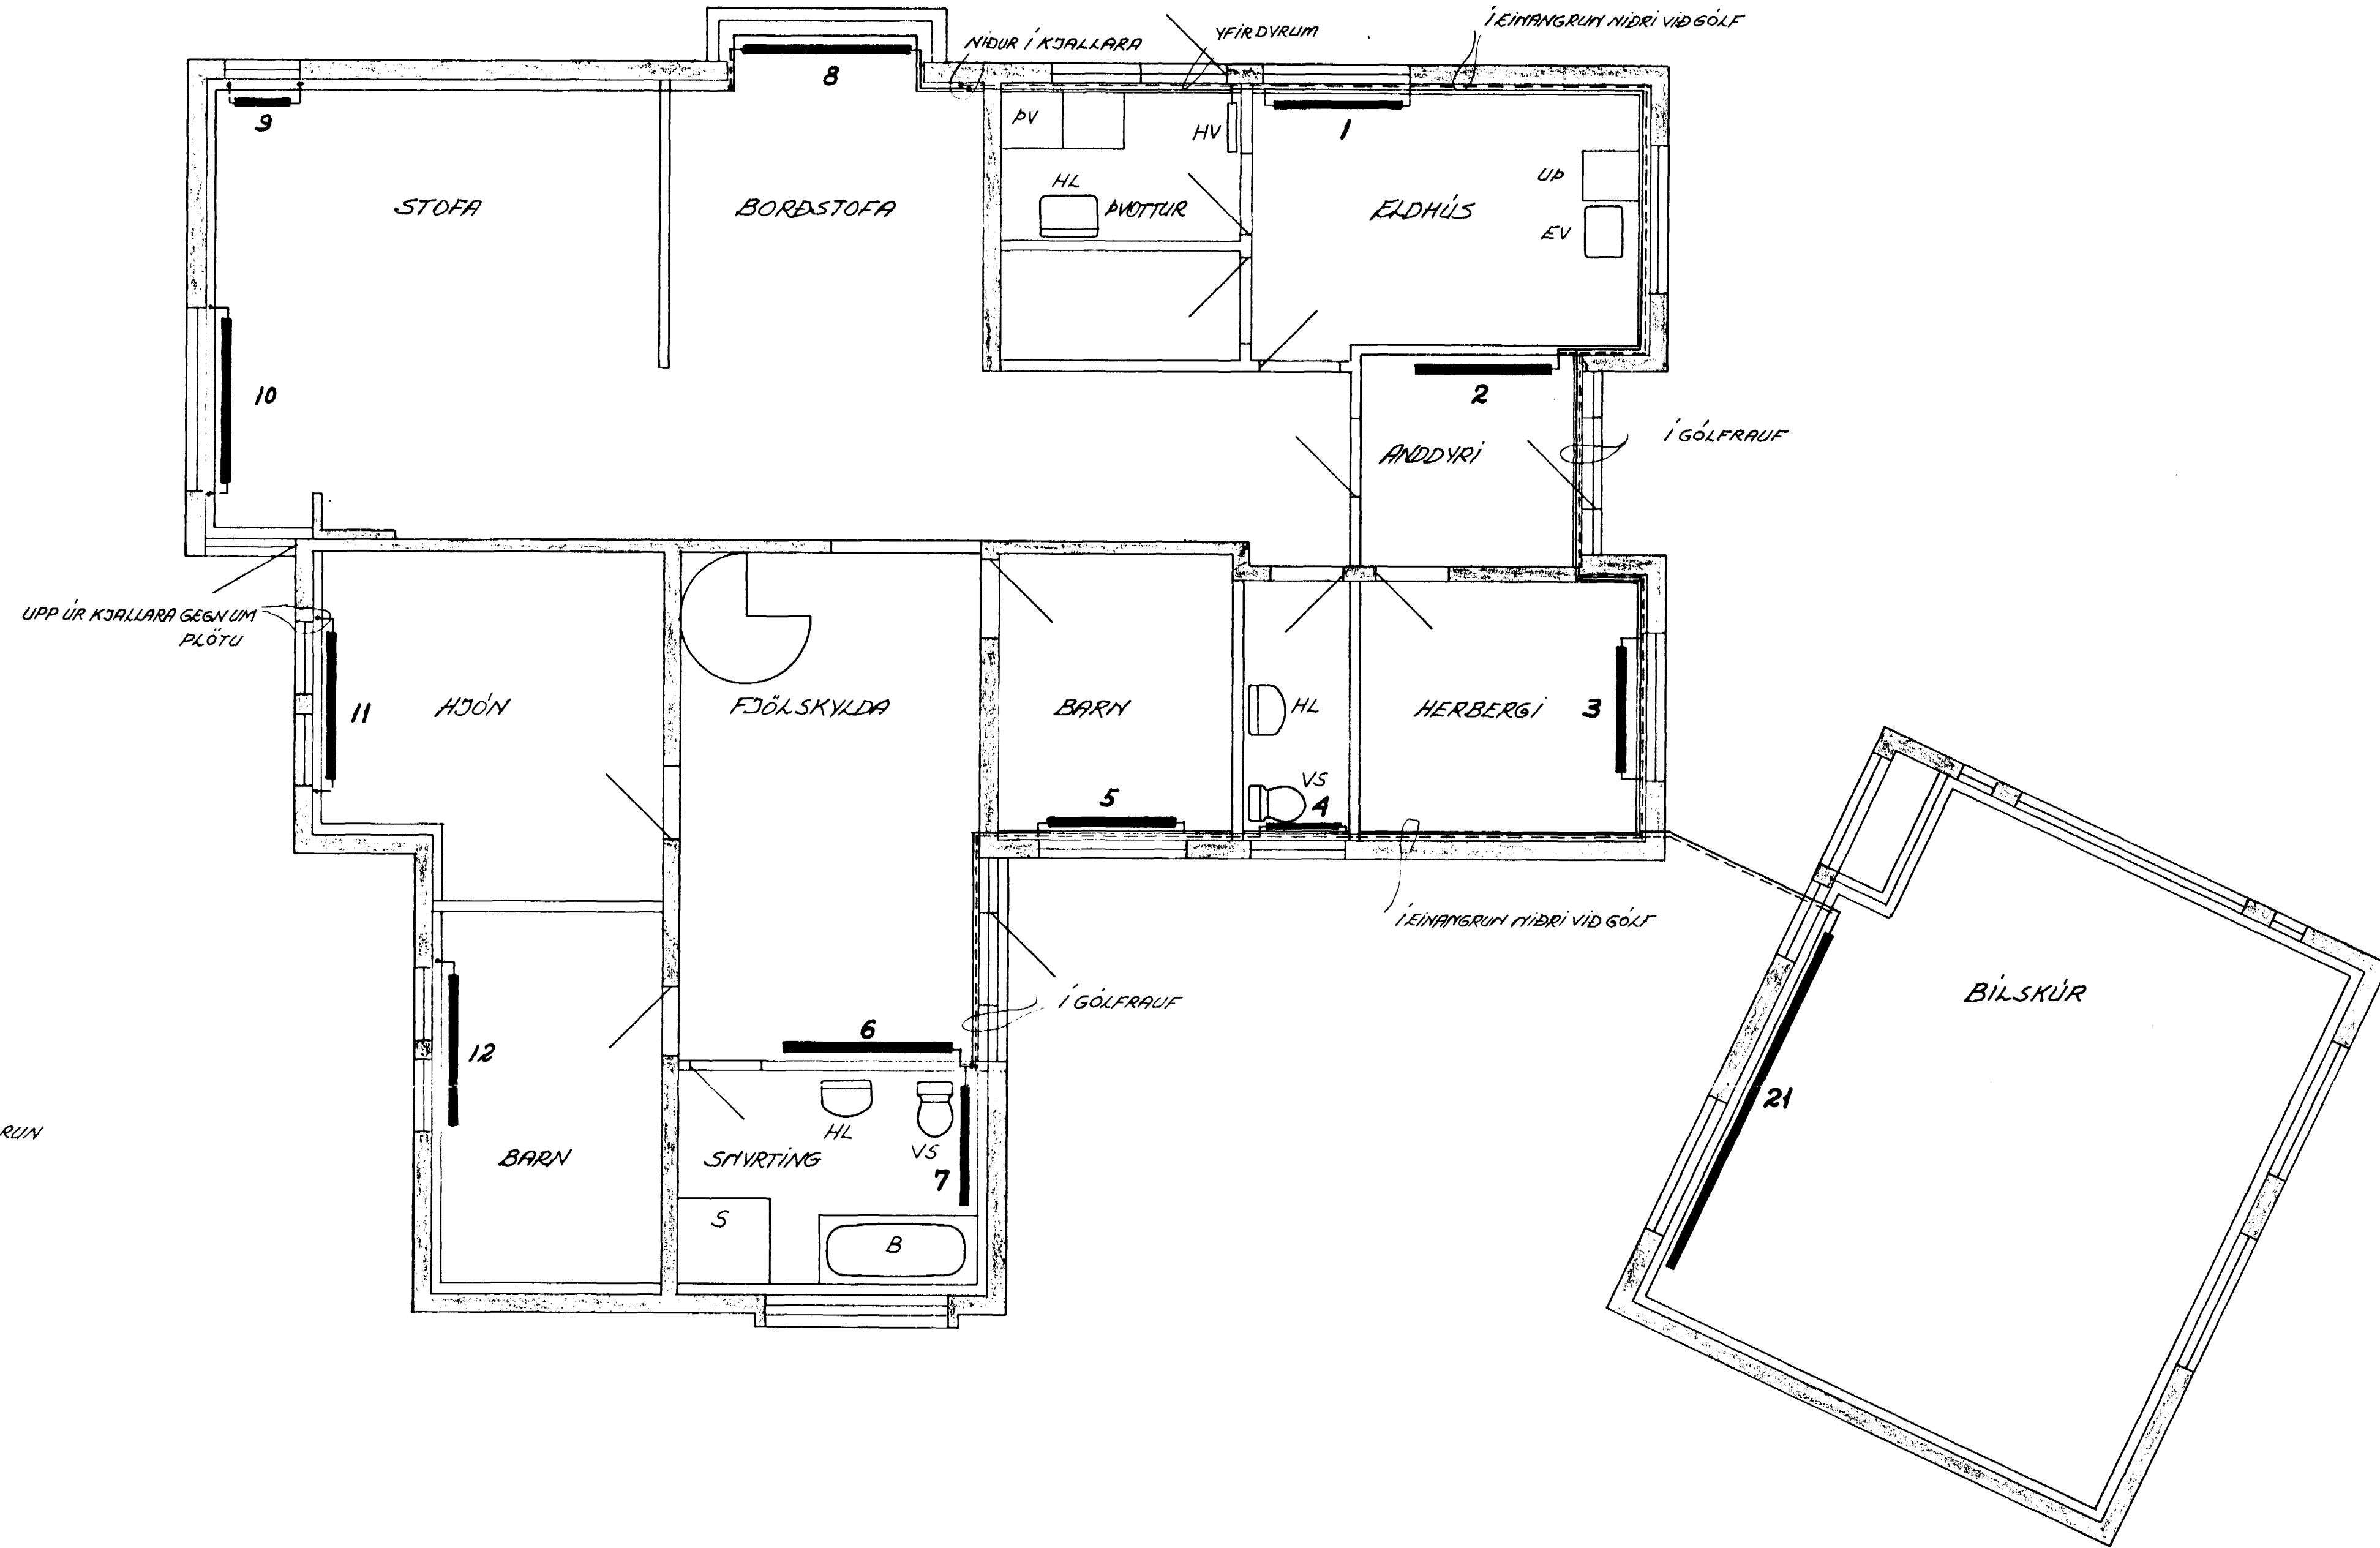 Í EINANGRUN NIÐRI VIÐ GÓLF
YFIR DYRUM
NIÐUR Í KJALLARA
8
9
1
ÞV
HV
HL
ÞVOTTUR
UÞ
EV
STOFA
BORÐSTOFA
ELDHÚS
10
2
Í GÓLFRAUF
ANDDYRI
UPP ÚR KJALLARA GEGNUM
PLÖTU
11
HJÓN
FJÖLSKYLDA
BARN
HL
HERBERGI
3
VS
4
5
Í EINANGRUN NIÐRI VIÐ GÓLF
BÍLSKÚR
Í GÓLFRAUF
6
12
21
RUN
HL
VS
BARN
SNYRTING
7
S
B